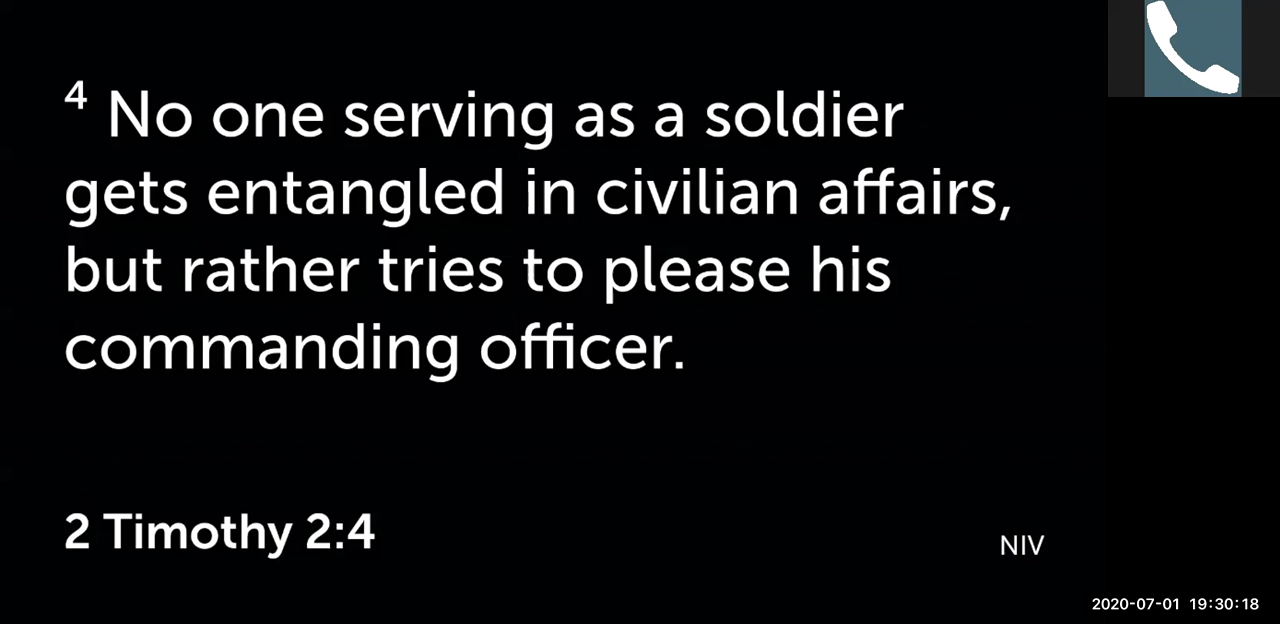 4 No one serving as a soldier
gets entangled in civilian affairs,
but rather tries to please his
commanding officer.
2 Timothy 2:4
NIV
2020-07-01 19:30:18